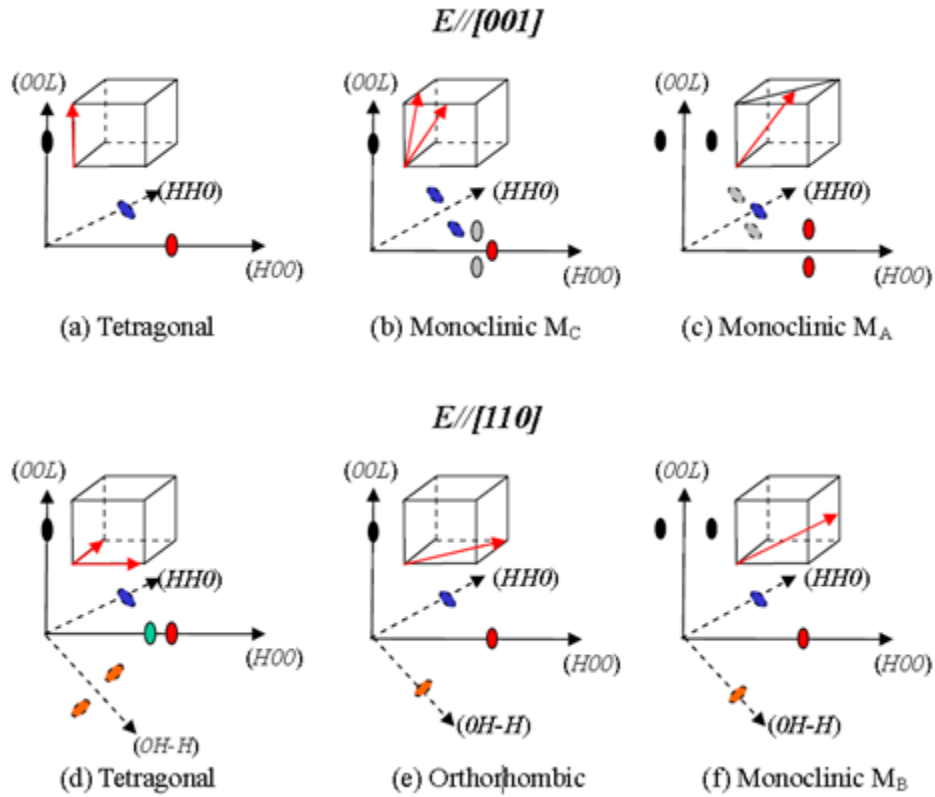 E//[001]
(00L) (00L) (00L)
(HH0) (HH0) (HH0)
(H00) (H00) (H00)
(a) Tetragonal (b) Monoclinic MC (c) Monoclinic MA
E//[110]
(00L) (00L) (00L)
(HH0) (HH0) (HH0)
(H00) (H00) (H00)
(0H-H) (0H-H) (0H-H)
(d) Tetragonal (e) Orthorhombic (f) Monoclinic MB